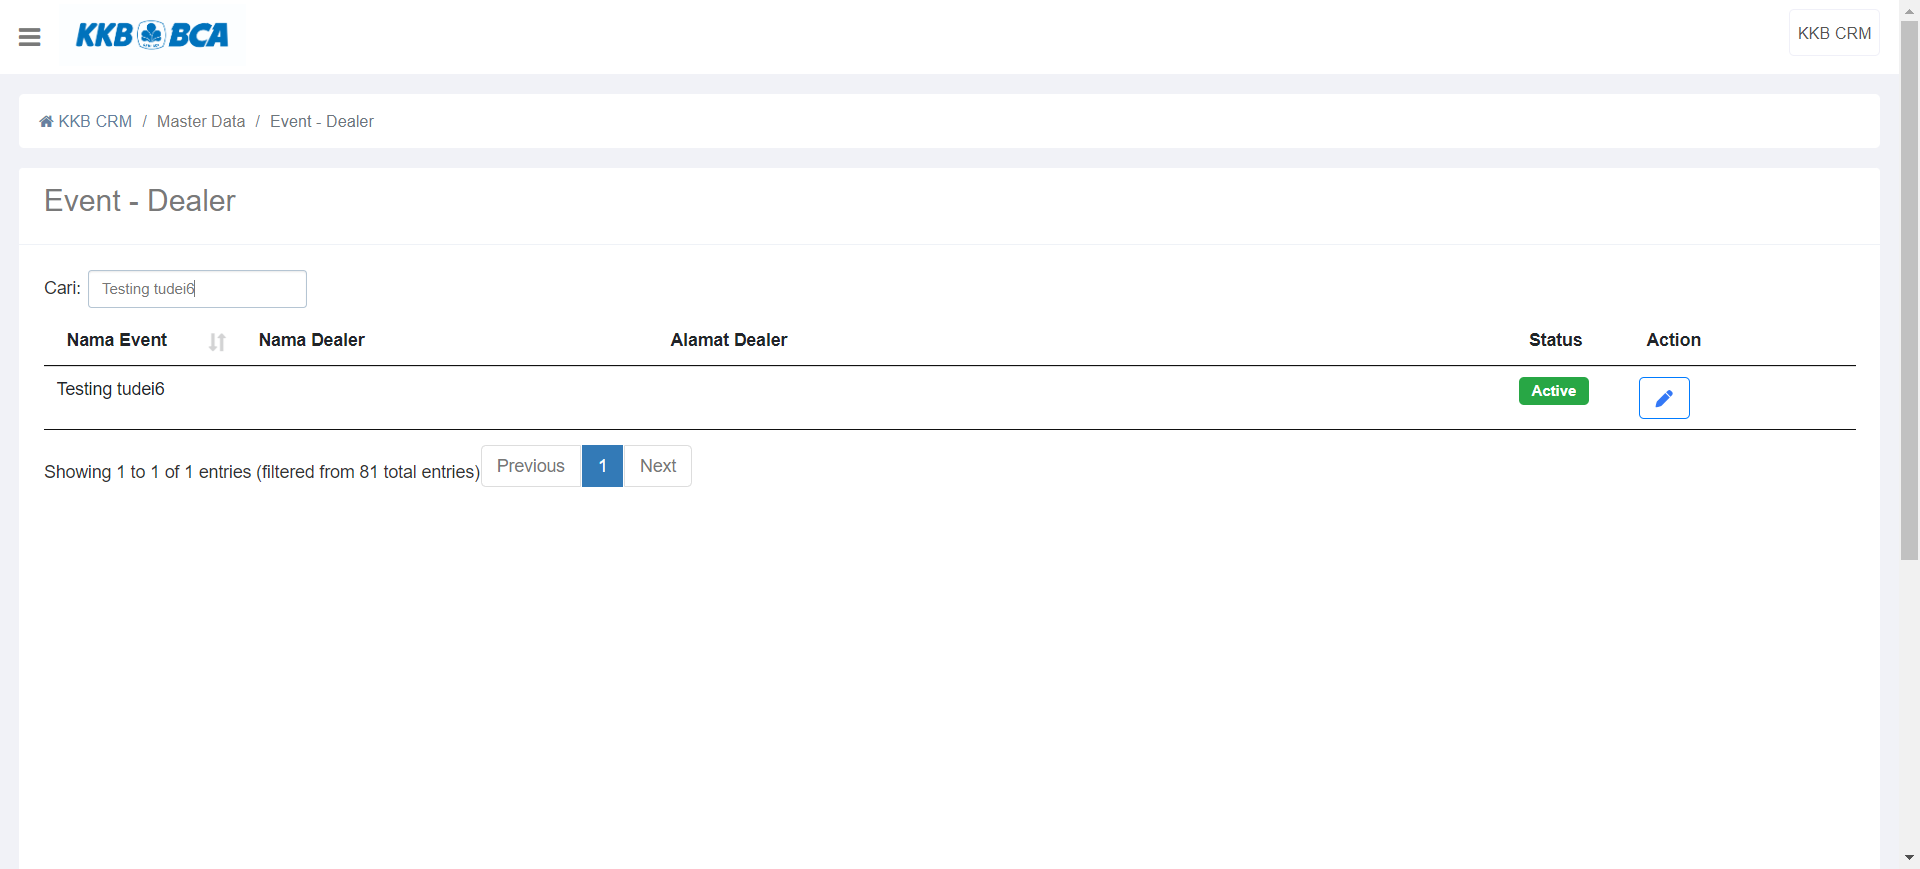 KKB BCA
KKB CRM
KKB CRM / Master Data / Event - Dealer
Event - Dealer
Cari: Testing tudei6
Nama Event Nama Dealer Alamat Dealer Status Action
Testing tudei6 Active
Showing 1 to 1 of 1 entries (filtered from 81 total entries) Previous 1 Next